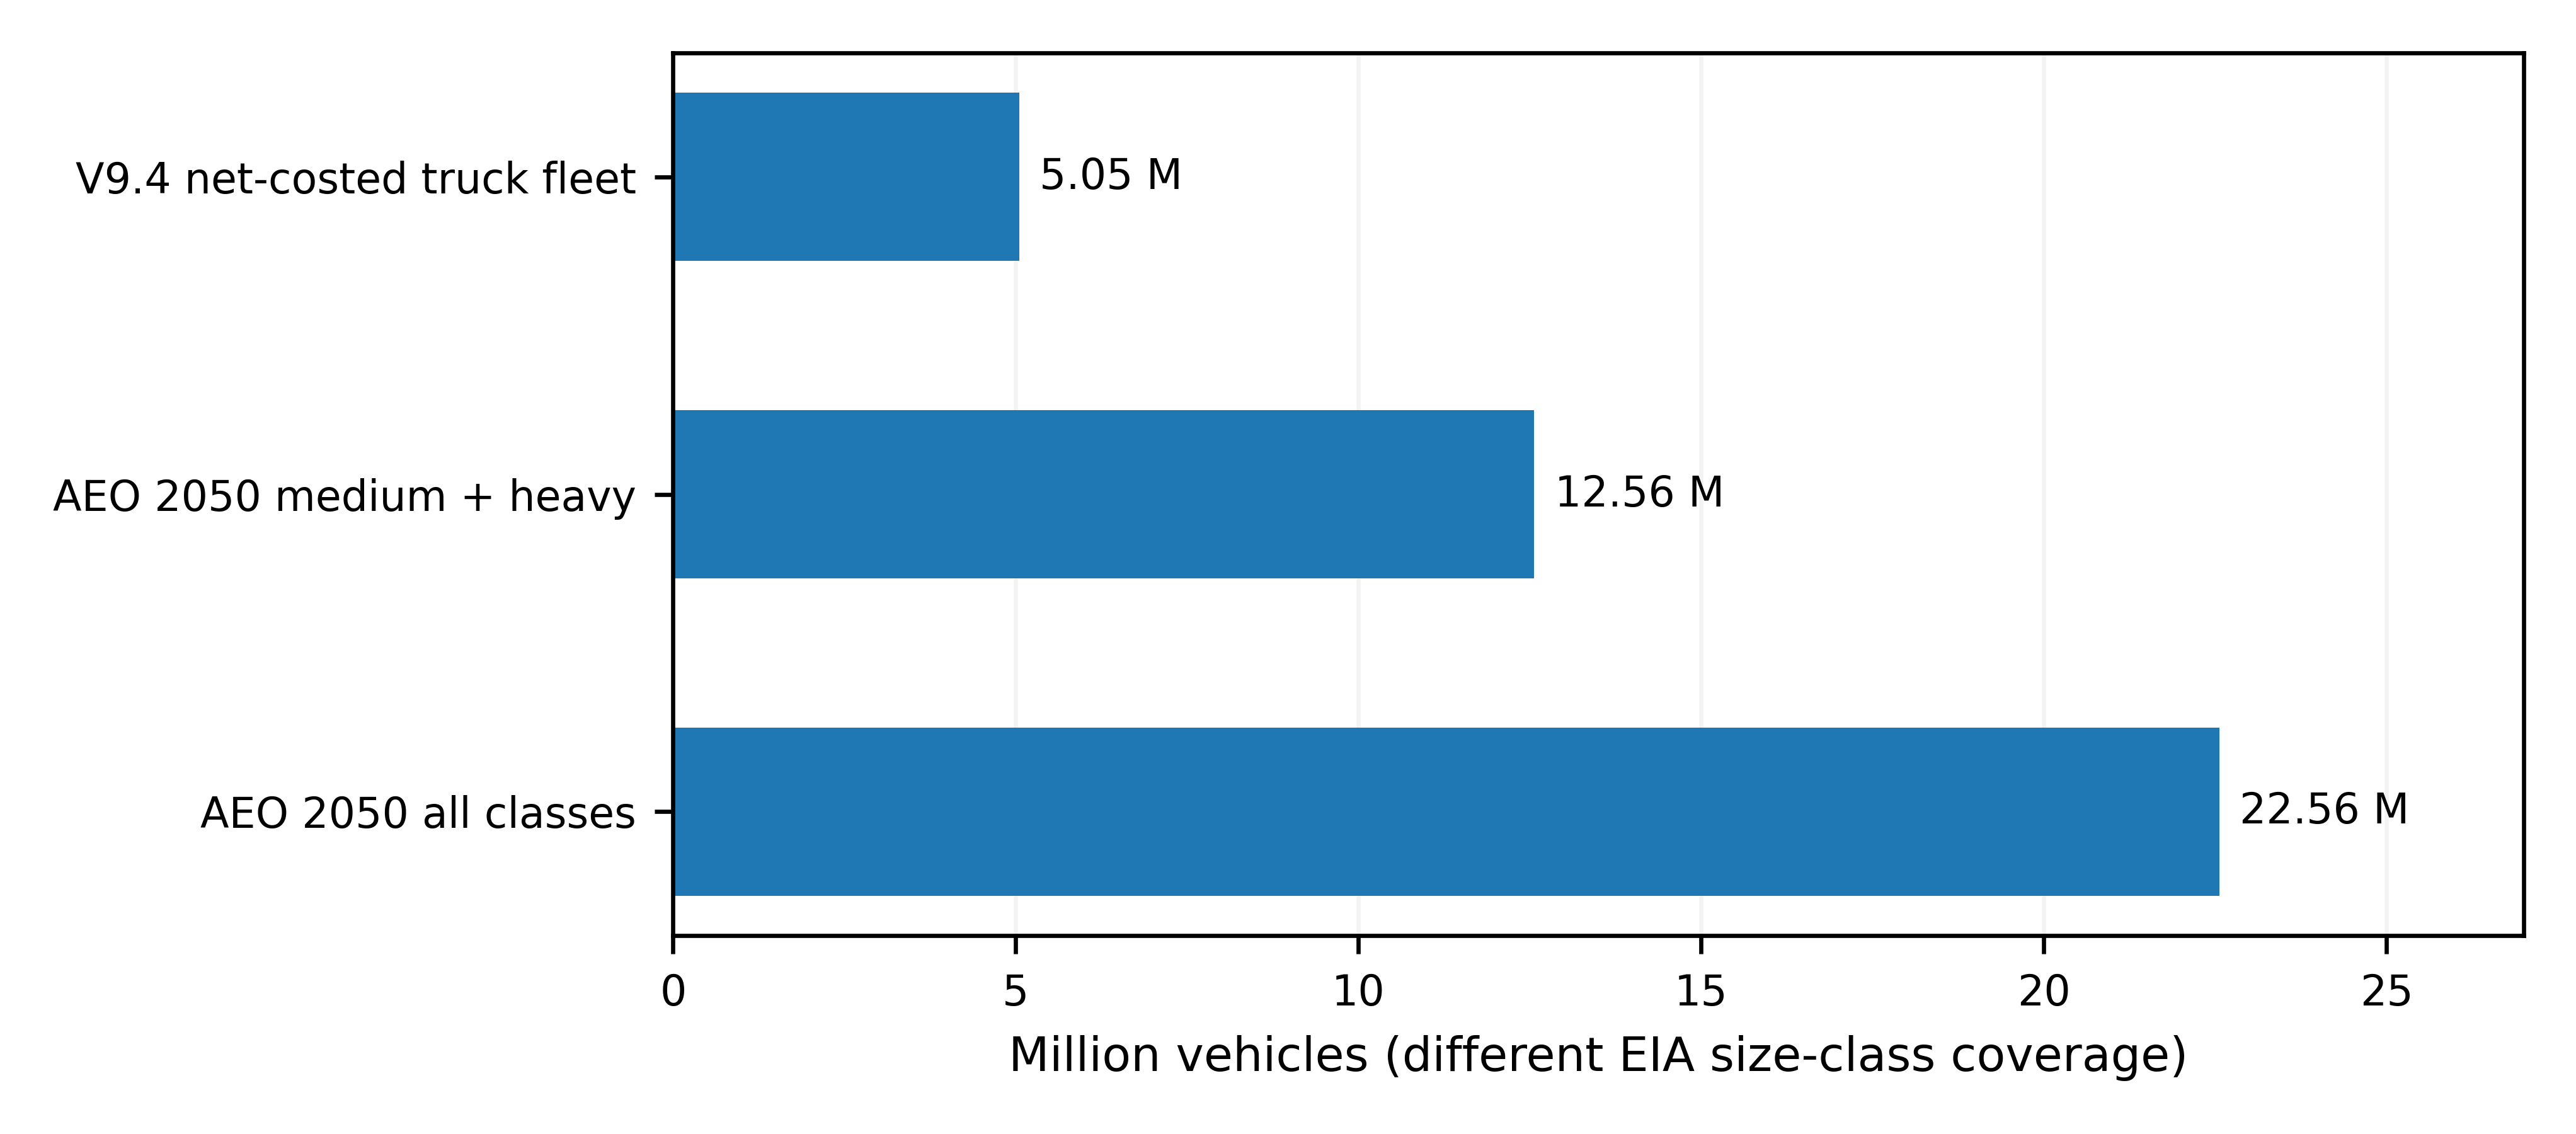 V9.4 net-costed truck fleet
5.05 M
AEO 2050 medium + heavy
12.56 M
AEO 2050 all classes
22.56 M
0 5 10 15 20 25
Million vehicles (different EIA size-class coverage)